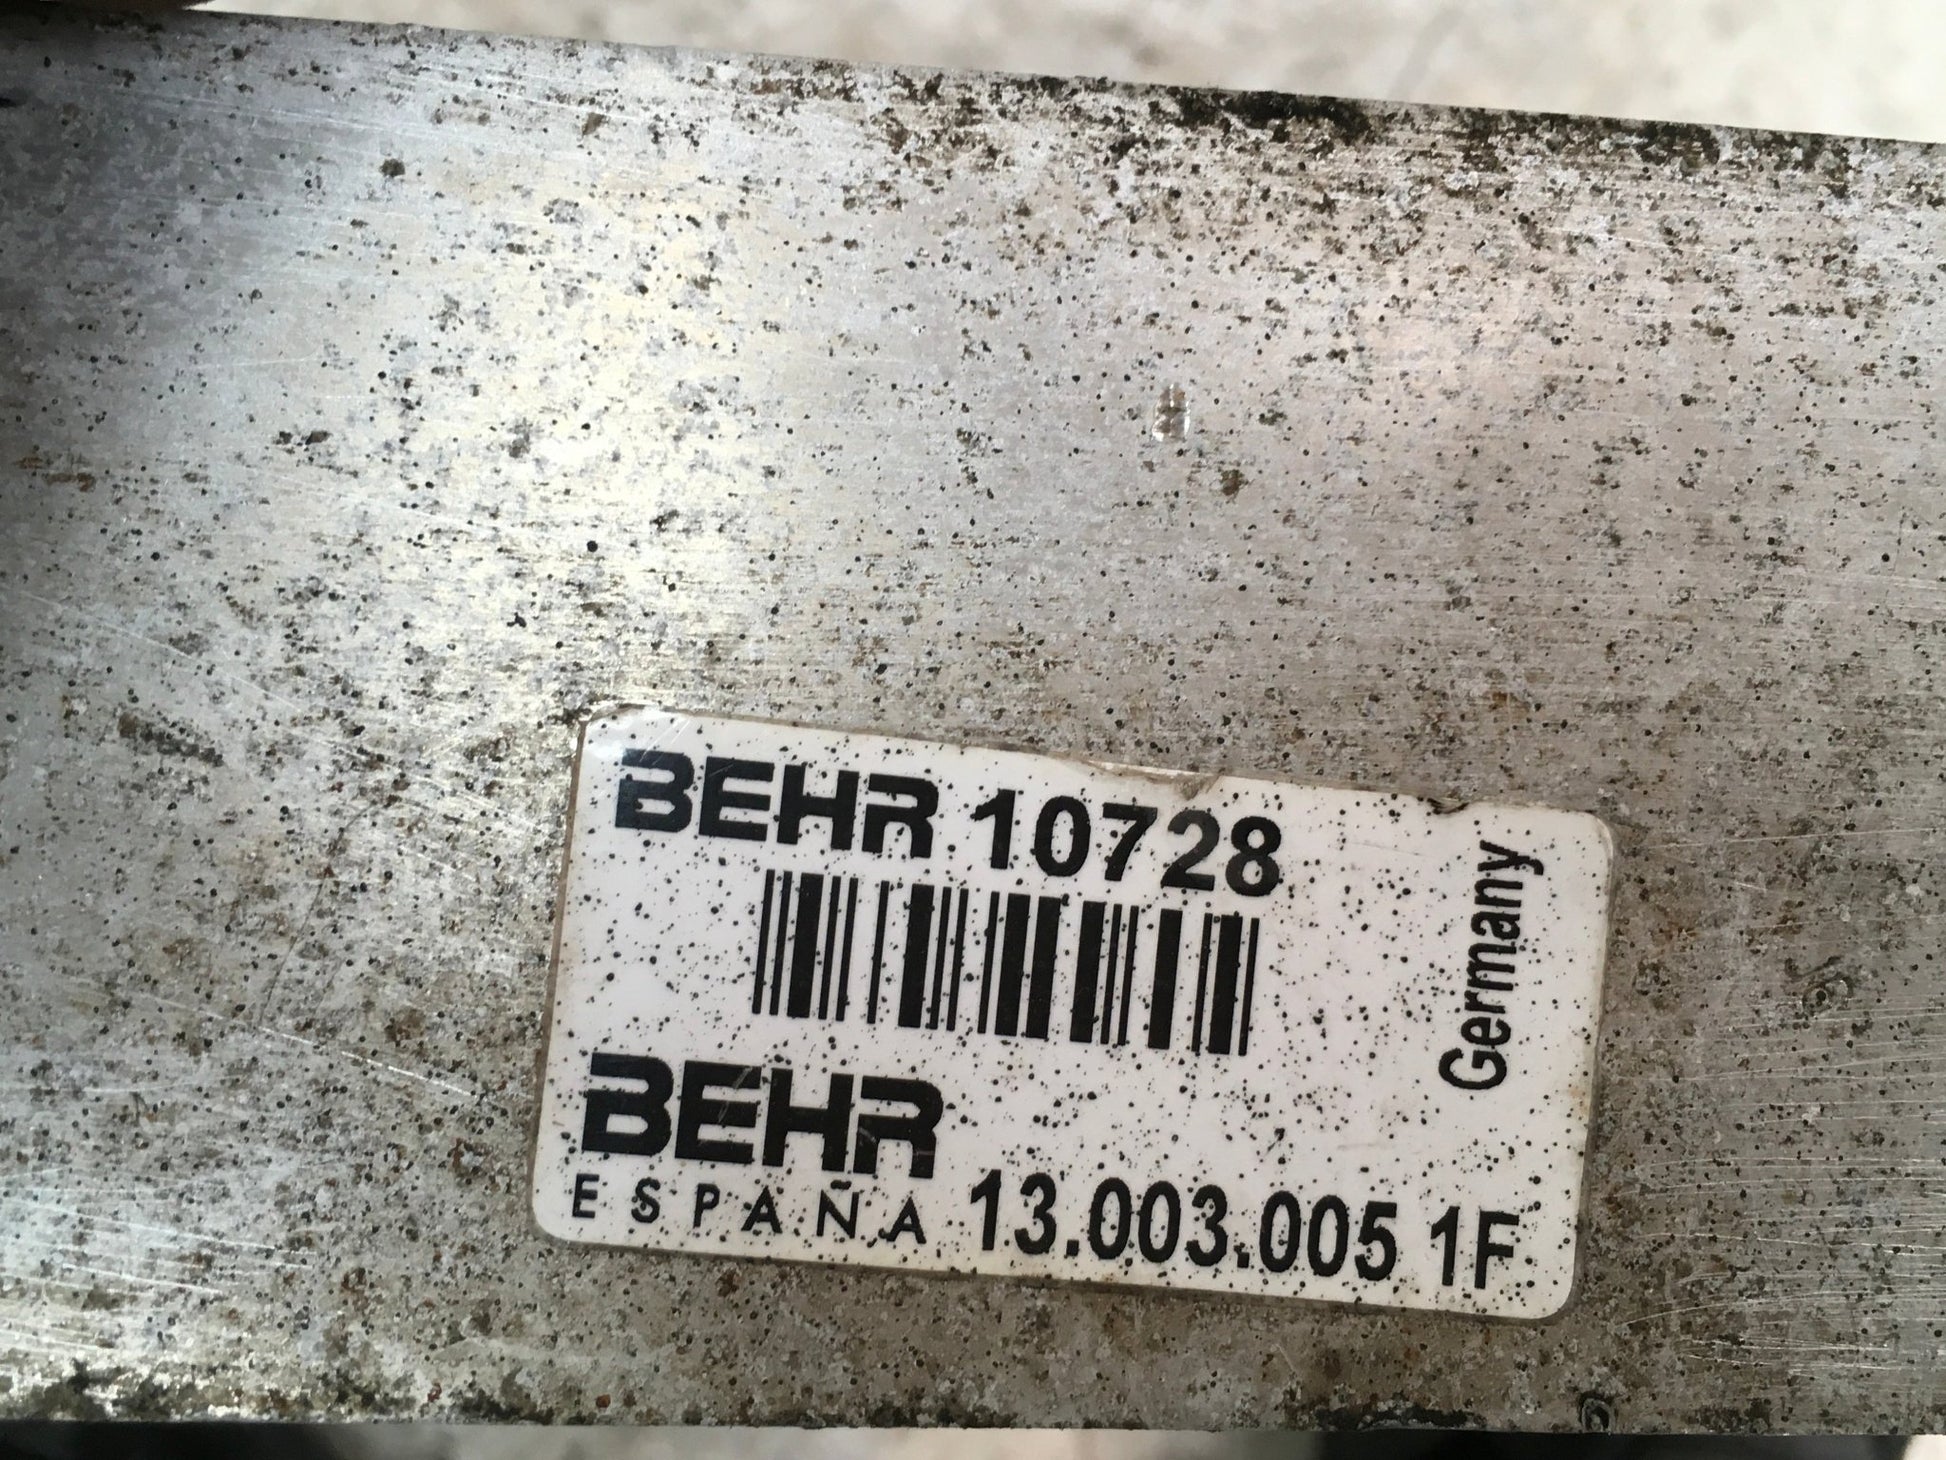 BEHR 10728
Germany
BEHR
ESPAÑA 13.003.005 1F